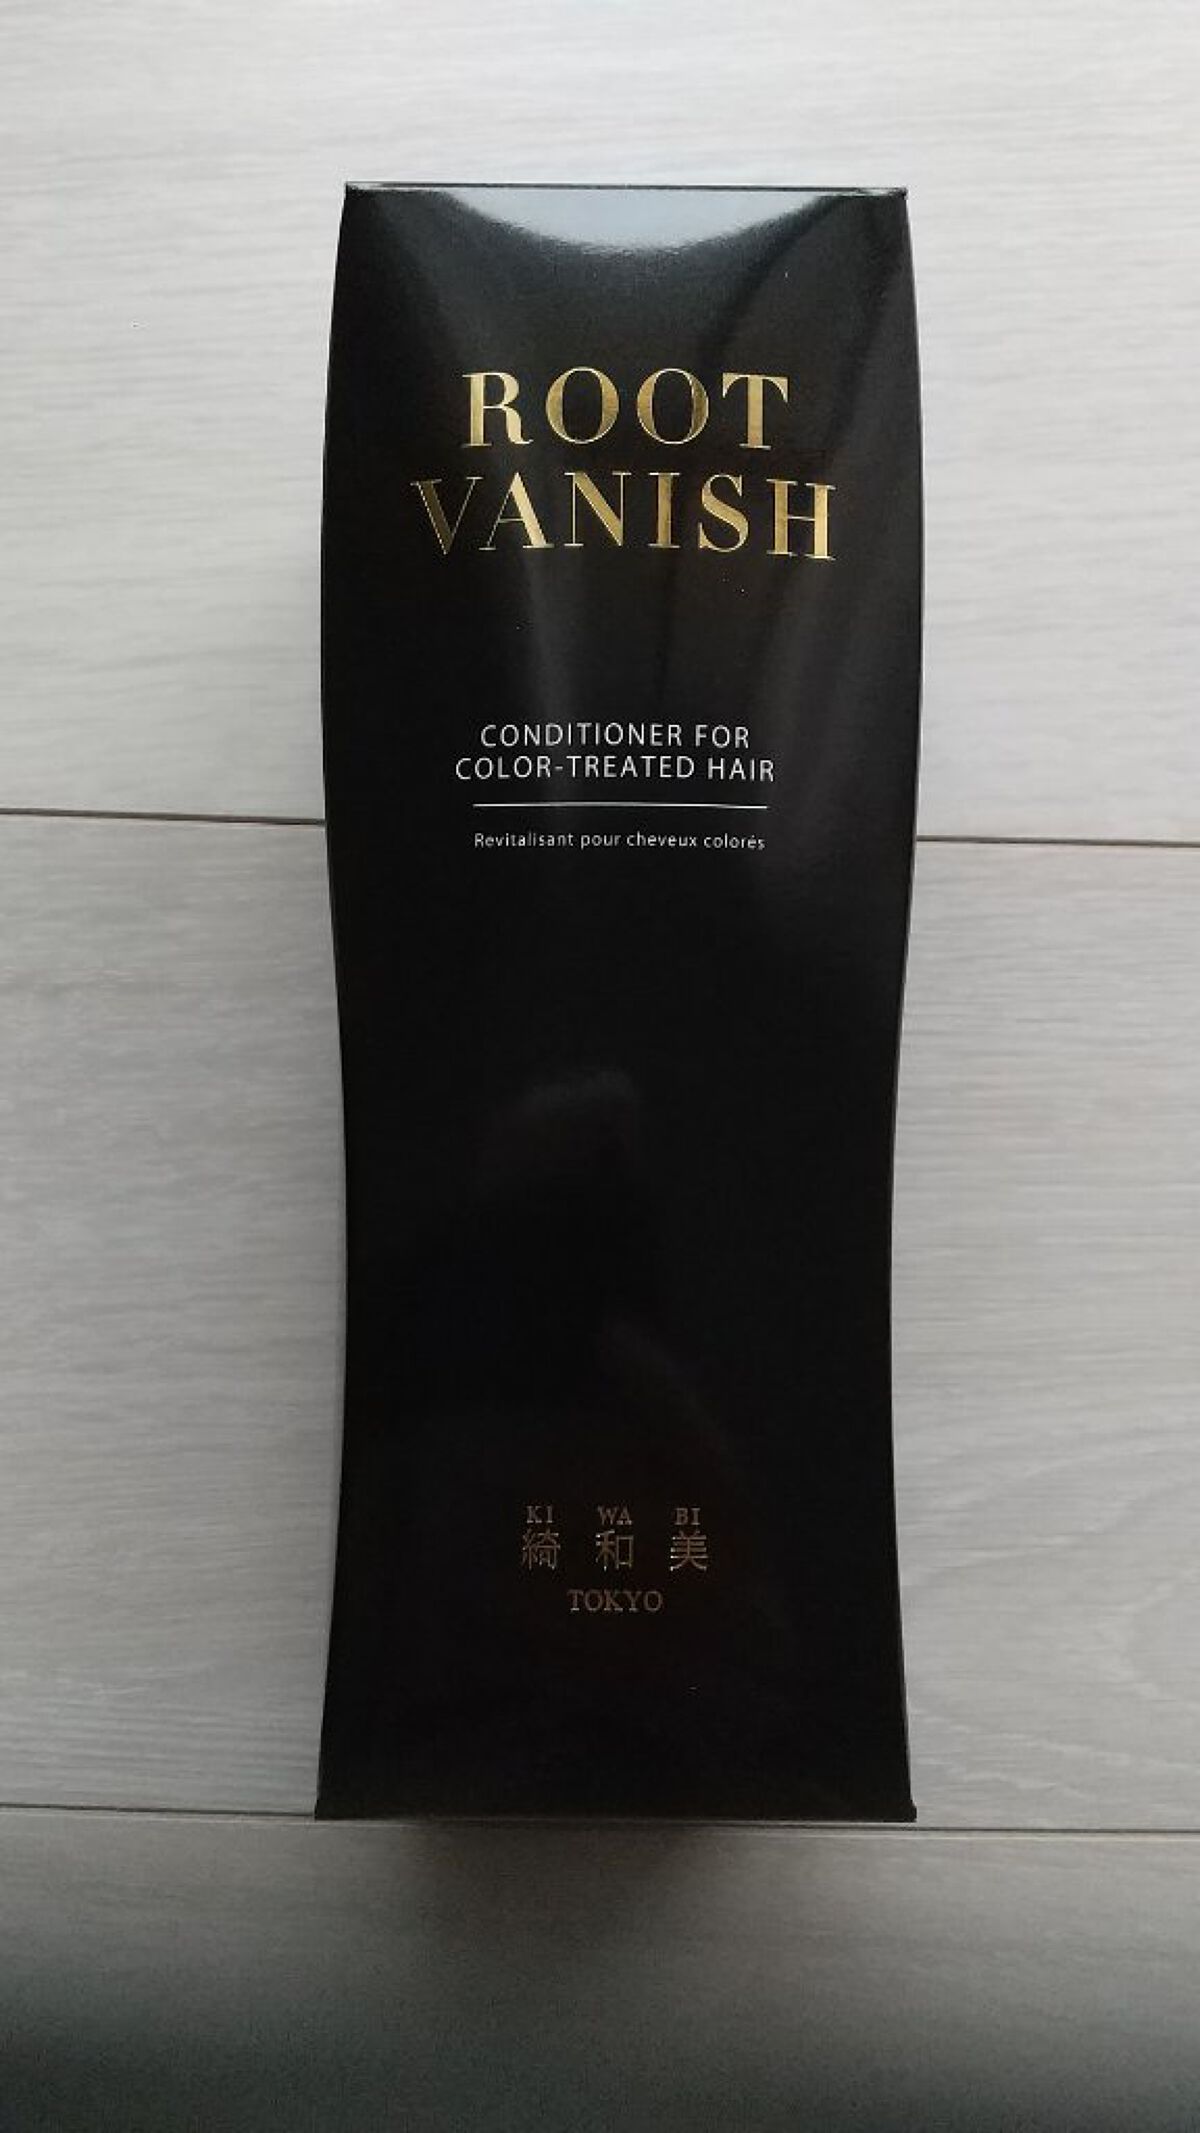 ROOT
VANISH
CONDITIONER FOR
COLOR-TREATED HAIR
Revitalisant pour cheveux colorés
KI WA BI
綺和美
TOKYO